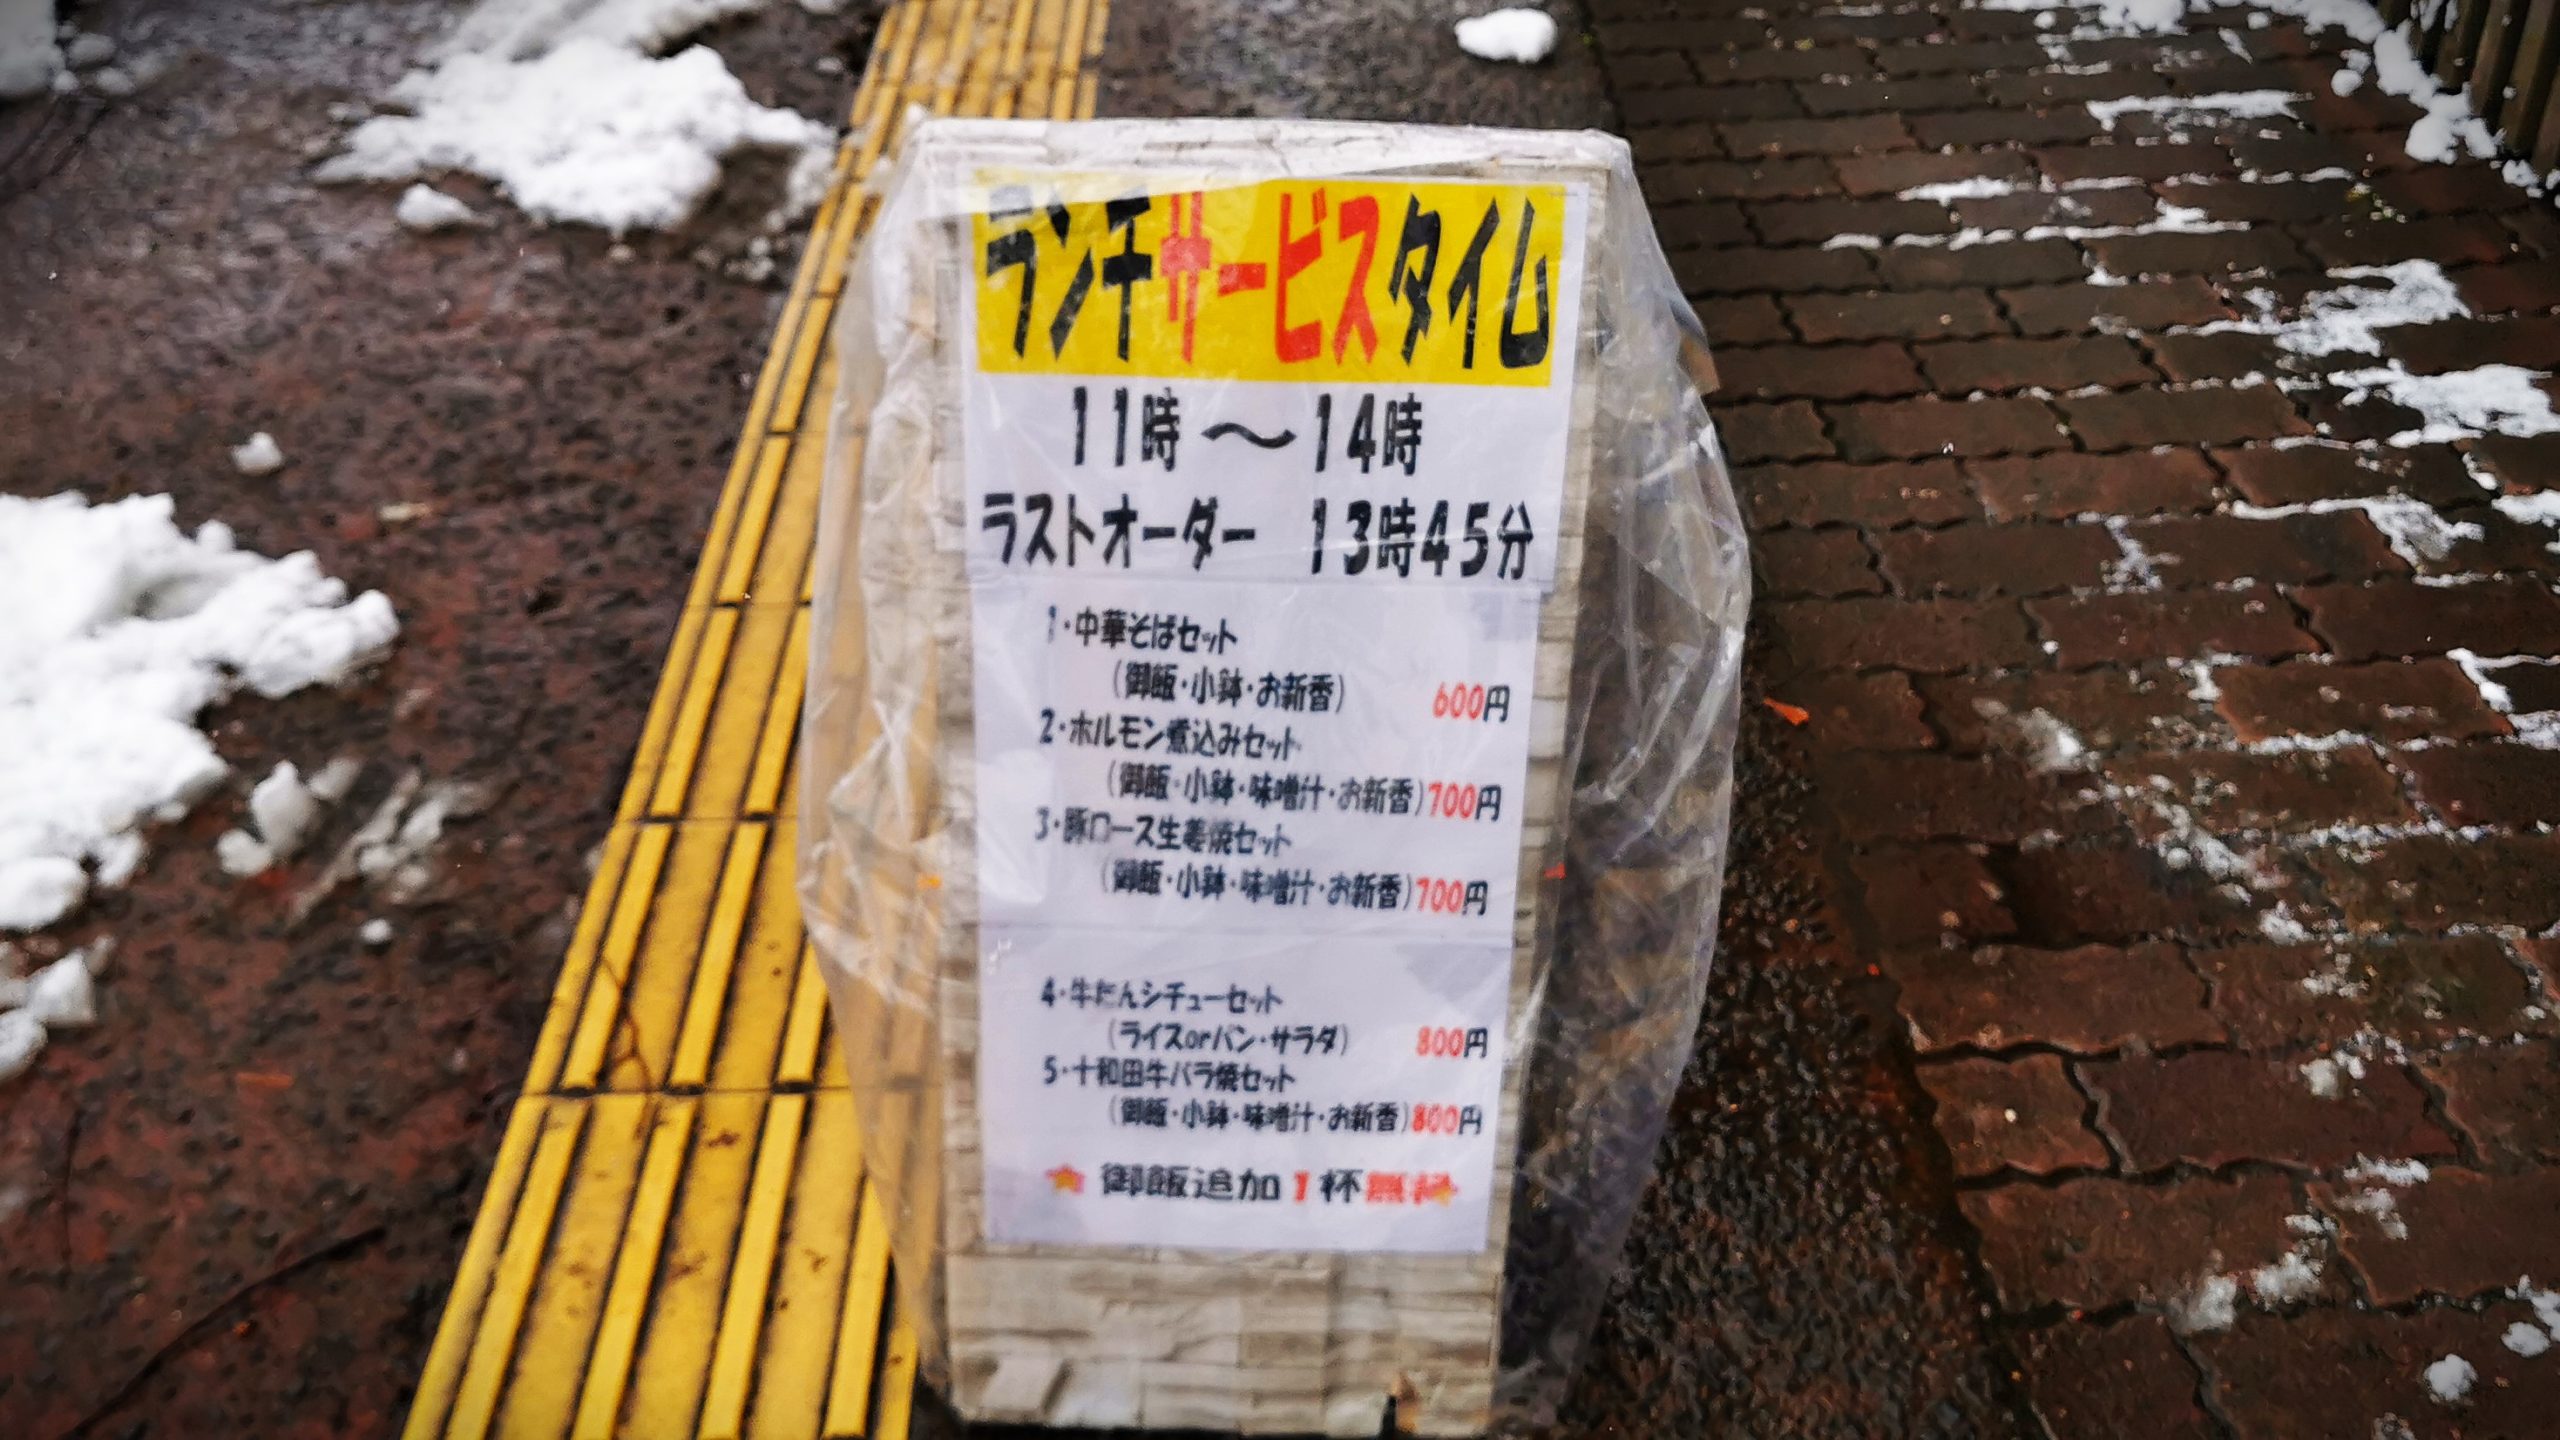 ランチサービスタイム
11時～14時
ラストオーダー 13時45分
1・中華そばセット
(御飯・小鉢・お新香) 600円
2・ホルモン煮込みセット
(御飯・小鉢・味噌汁・お新香)700円
3・豚ロース生姜焼セット
(御飯・小鉢・味噌汁・お新香)700円
4・牛たんシチューセット
(ライスorパン・サラダ) 800円
5・十和田牛バラ焼セット
(御飯・小鉢・味噌汁・お新香)800円
★ 御飯追加1杯無料★